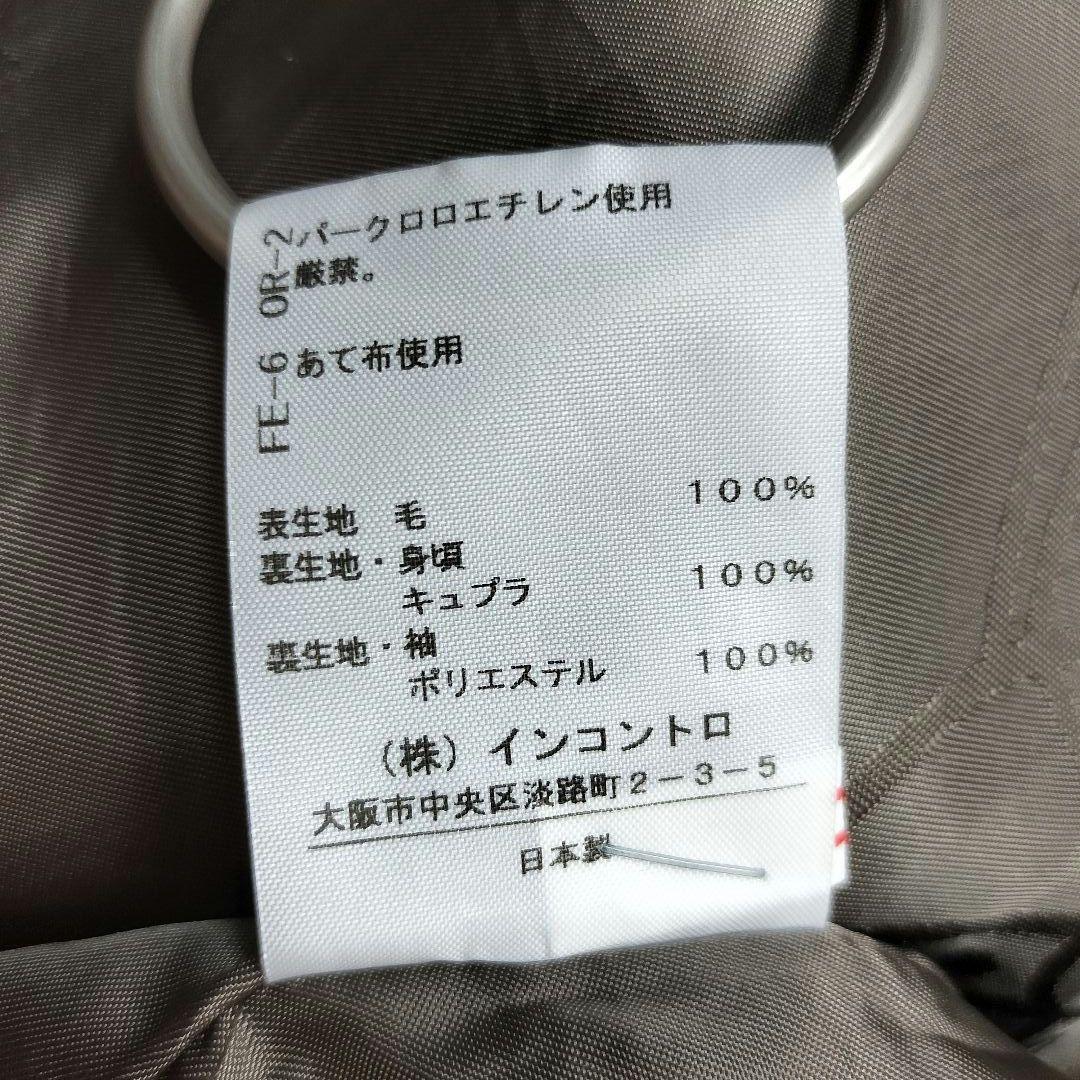 OR-2 パークロロエチレン使用
厳禁。
FE-6 あて布使用
表生地 毛 100%
裏生地・身頃
キュプラ 100%
裏生地・袖
ポリエステル 100%
(株)インコントロ
大阪市中央区淡路町2-3-5
日本製